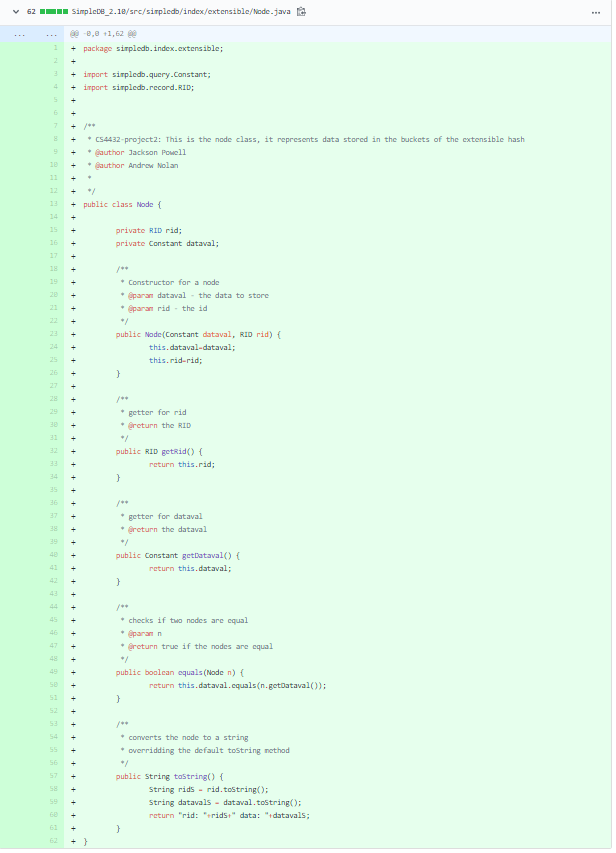 62 SimpleDB_2.10/src/simpledb/index/extensible/Node.java ...
... ... @@ -0,0 +1,62 @@
1 + package simpledb.index.extensible;
2 +
3 + import simpledb.query.Constant;
4 + import simpledb.record.RID;
5 +
6 +
7 + /**
8 + * CS4432-project2: This is the node class, it represents data stored in the buckets of the extensible hash
9 + * @author Jackson Powell
10 + * @author Andrew Nolan
11 + *
12 + */
13 + public class Node {
14 +
15 + private RID rid;
16 + private Constant dataval;
17 +
18 + /**
19 + * Constructor for a node
20 + * @param dataval - the data to store
21 + * @param rid - the id
22 + */
23 + public Node(Constant dataval, RID rid) {
24 + this.dataval=dataval;
25 + this.rid=rid;
26 + }
27 +
28 + /**
29 + * getter for rid
30 + * @return the RID
31 + */
32 + public RID getRid() {
33 + return this.rid;
34 + }
35 +
36 + /**
37 + * getter for dataval
38 + * @return the dataval
39 + */
40 + public Constant getDataval() {
41 + return this.dataval;
42 + }
43 +
44 + /**
45 + * checks if two nodes are equal
46 + * @param n
47 + * @return true if the nodes are equal
48 + */
49 + public boolean equals(Node n) {
50 + return this.dataval.equals(n.getDataval());
51 + }
52 +
53 + /**
54 + * converts the node to a string
55 + * overridding the default toString method
56 + */
57 + public String toString() {
58 + String ridS = rid.toString();
59 + String datavalS = dataval.toString();
60 + return "rid: "+ridS+" data: "+datavalS;
61 + }
62 + }